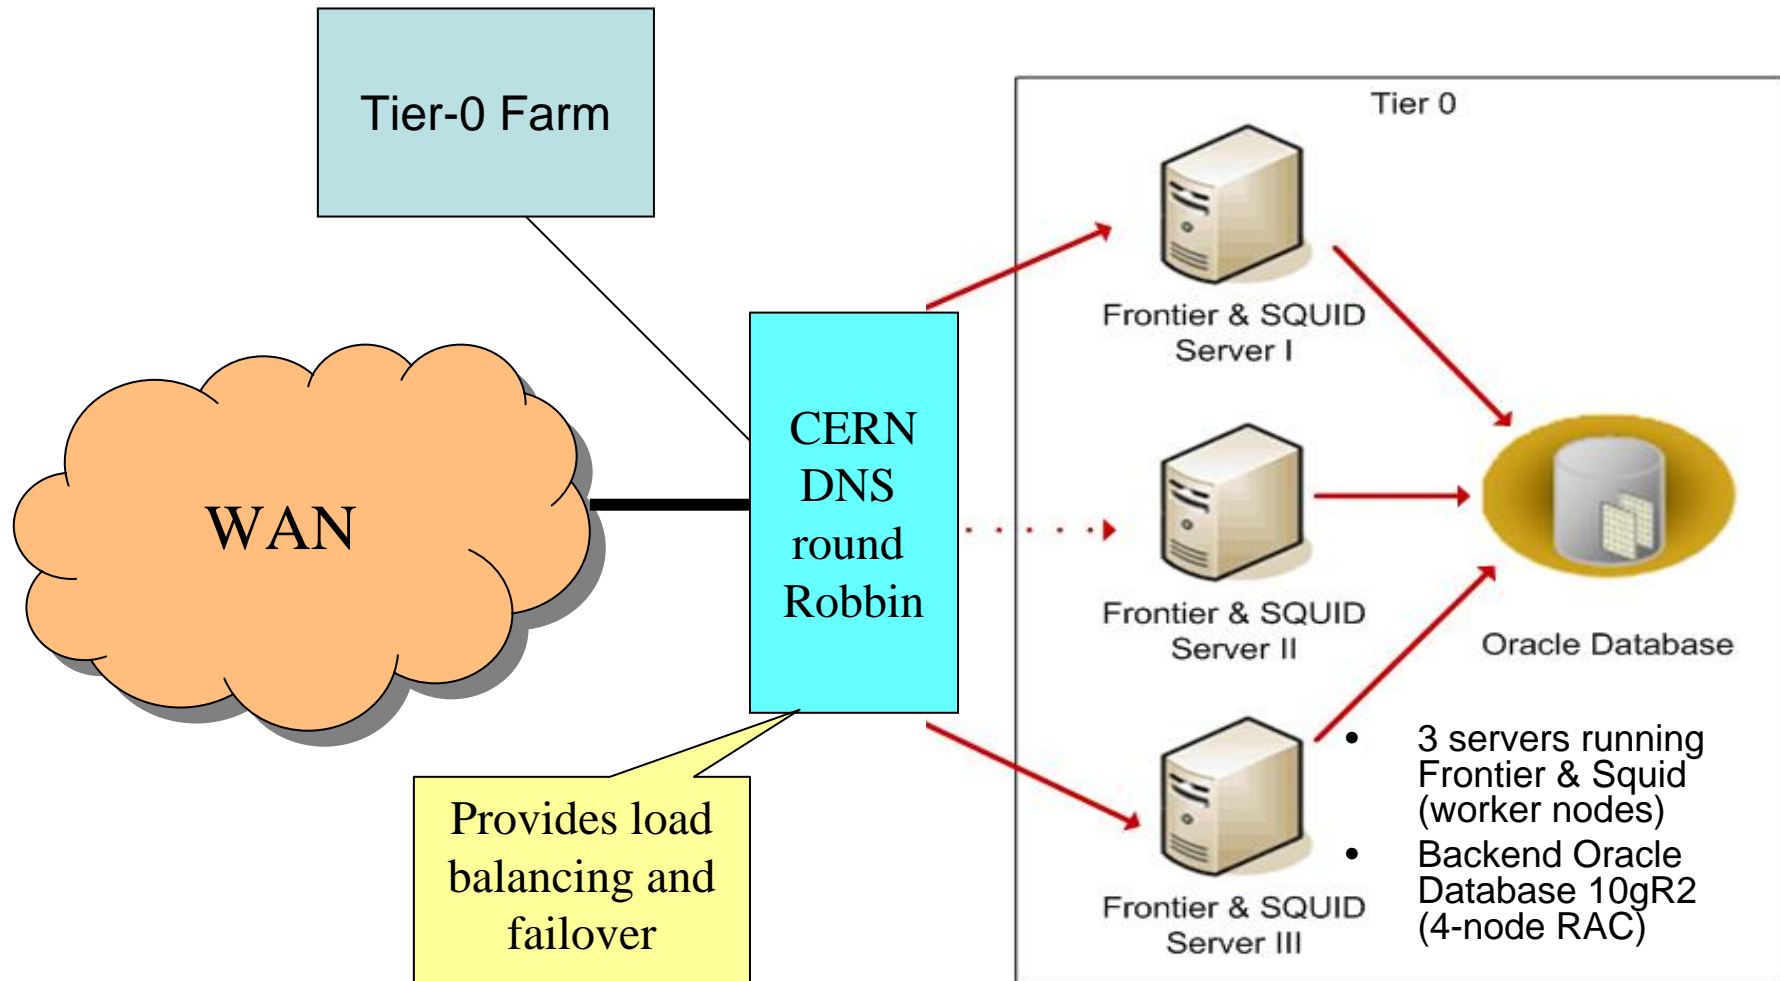 Tier-0 Farm
WAN
CERN
DNS
round
Robbin
Provides load
balancing and
failover
Tier 0
Frontier & SQUID
Server I
Frontier & SQUID
Server II
Oracle Database
Frontier & SQUID
Server III
• 3 servers running
Frontier & Squid
(worker nodes)
• Backend Oracle
Database 10gR2
(4-node RAC)